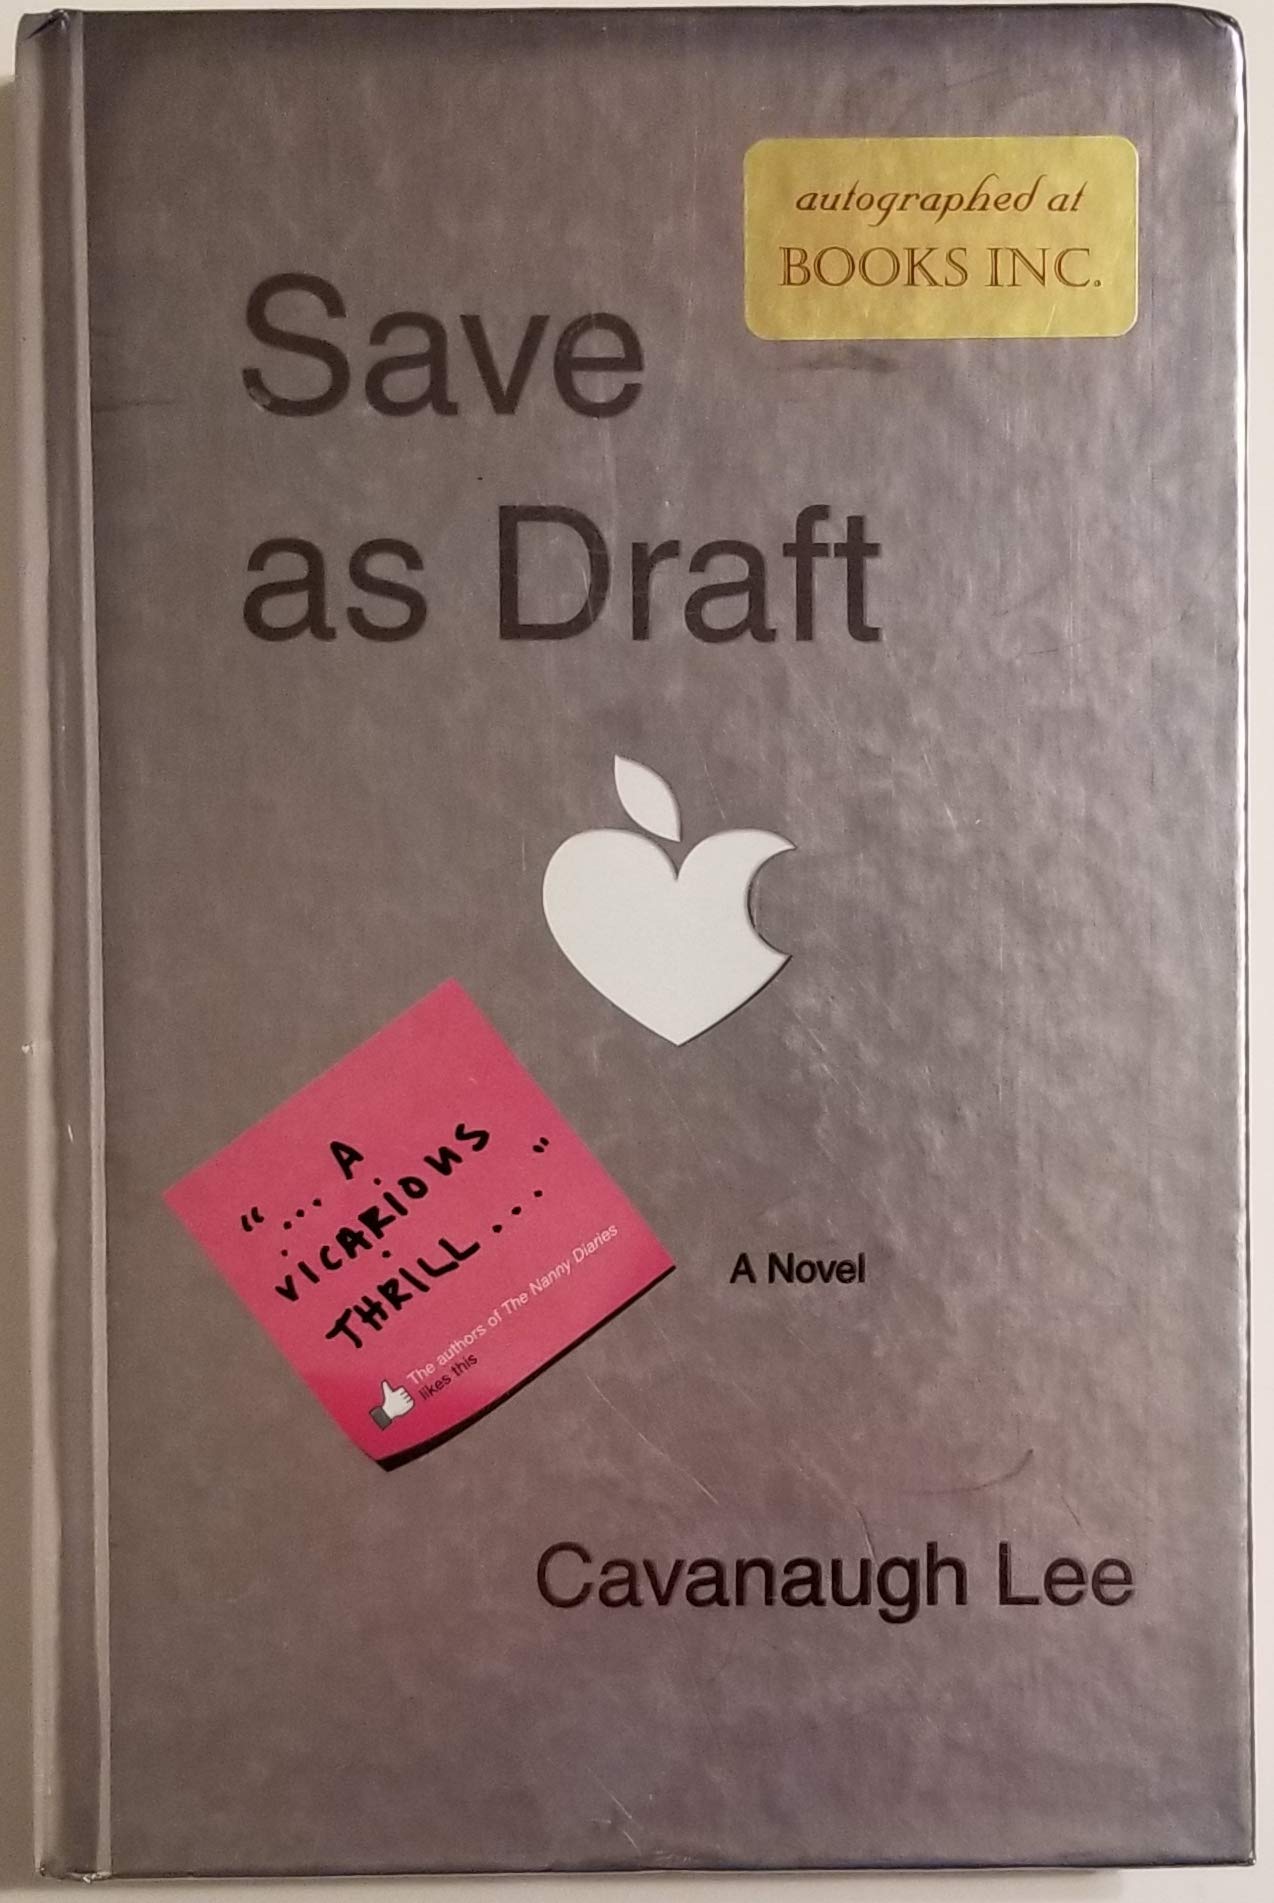 autographed at
BOOKS INC.
Save
as Draft
"... A
VICARIOUS
THRILL ..."
The authors of The Nanny Diaries
likes this
A Novel
Cavanaugh Lee